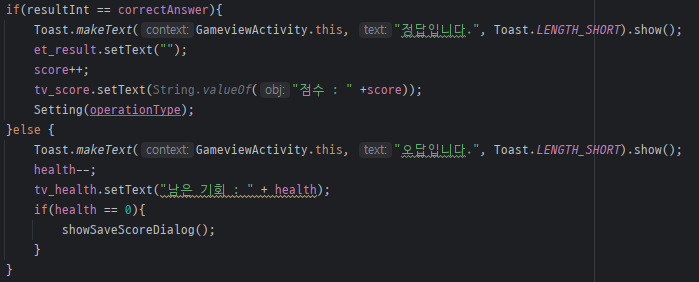 if(resultInt == correctAnswer){
Toast.makeText( context: GameviewActivity.this, text: "정답입니다.", Toast.LENGTH_SHORT).show();
et_result.setText("");
score++;
tv_score.setText(String.valueOf( obj: "점수 : " +score));
Setting(operationType);
}else {
Toast.makeText( context: GameviewActivity.this, text: "오답입니다.", Toast.LENGTH_SHORT).show();
health--;
tv_health.setText("남은 기회 : " + health);
if(health == 0){
showSaveScoreDialog();
}
}